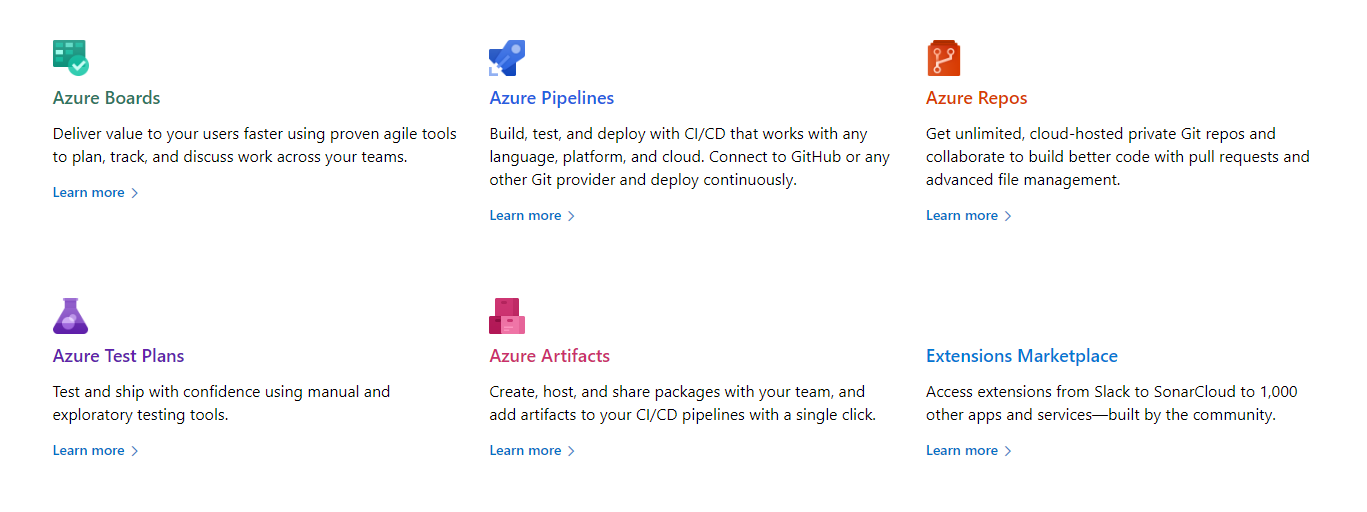 Azure Boards
Deliver value to your users faster using proven agile tools
to plan, track, and discuss work across your teams.
Learn more
Azure Pipelines
Build, test, and deploy with CI/CD that works with any
language, platform, and cloud. Connect to GitHub or any
other Git provider and deploy continuously.
Learn more
Azure Repos
Get unlimited, cloud-hosted private Git repos and
collaborate to build better code with pull requests and
advanced file management.
Learn more
Azure Test Plans
Test and ship with confidence using manual and
exploratory testing tools.
Learn more
Azure Artifacts
Create, host, and share packages with your team, and
add artifacts to your CI/CD pipelines with a single click.
Learn more
Extensions Marketplace
Access extensions from Slack to SonarCloud to 1,000
other apps and services—built by the community.
Learn more